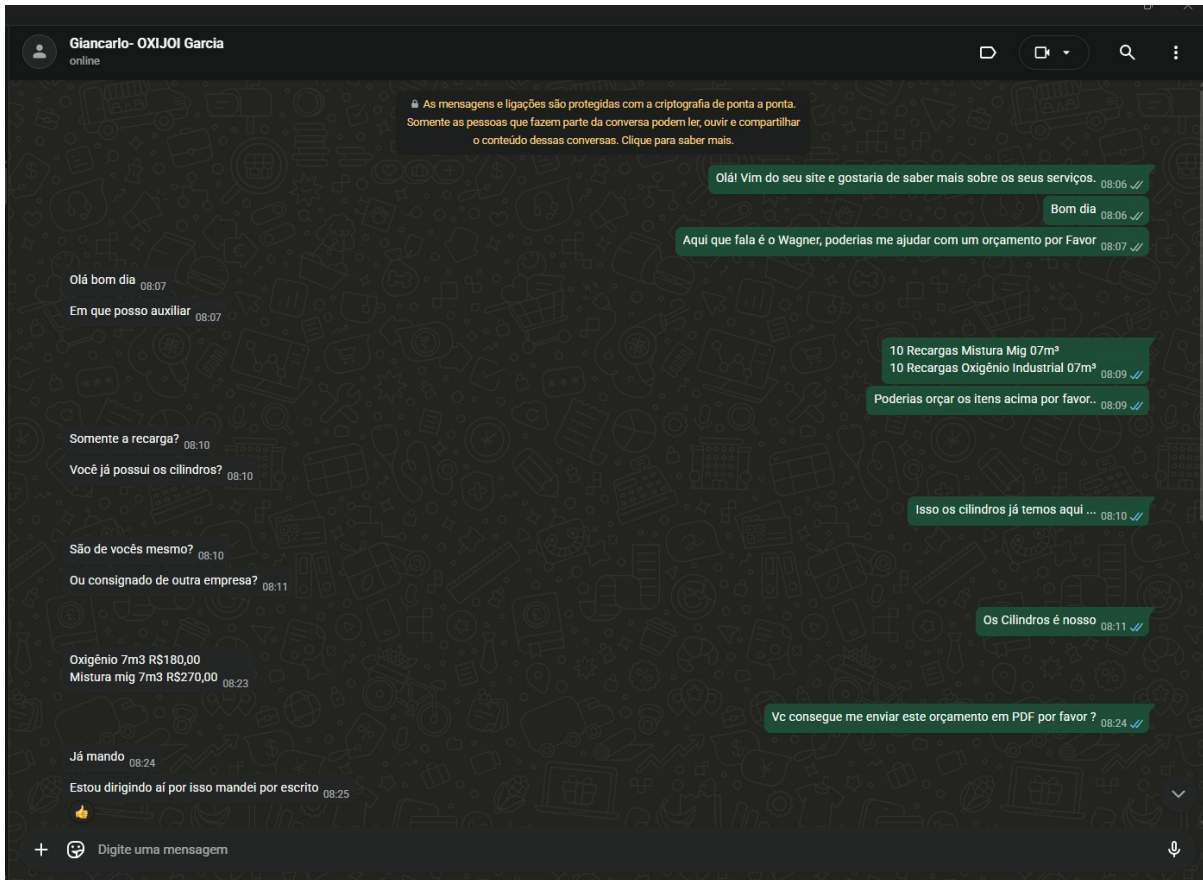 Giancarlo- OXIJOI Garcia
online
As mensagens e ligações são protegidas com a criptografia de ponta a ponta.
Somente as pessoas que fazem parte da conversa podem ler, ouvir e compartilhar
o conteúdo dessas conversas. Clique para saber mais.
Olá! Vim do seu site e gostaria de saber mais sobre os seus serviços. 08:06
Bom dia 08:06
Aqui que fala é o Wagner, poderias me ajudar com um orçamento por Favor 08:07
Olá bom dia 08:07
Em que posso auxiliar 08:07
10 Recargas Mistura Mig 07m³
10 Recargas Oxigênio Industrial 07m³ 08:09
Poderias orçar os itens acima por favor.. 08:09
Somente a recarga? 08:10
Você já possui os cilindros? 08:10
Isso os cilindros já temos aqui ... 08:10
São de vocês mesmo? 08:10
Ou consignado de outra empresa? 08:11
Os Cilindros é nosso 08:11
Oxigênio 7m3 R$180,00
Mistura mig 7m3 R$270,00 08:23
Vc consegue me enviar este orçamento em PDF por favor ? 08:24
Já mando 08:24
Estou dirigindo aí por isso mandei por escrito 08:25
👍
Digite uma mensagem